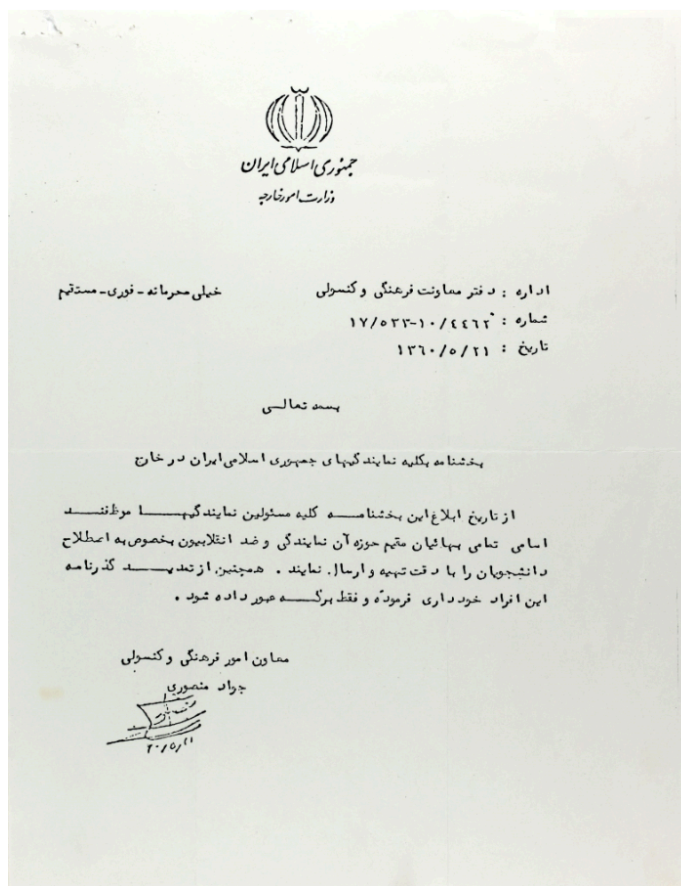 جمهوری اسلامی ایران
وزارت امور خارجه
اداره : دفتر معاونت فرهنگی و کنسولی
خیلی محرمانه - فوری - مستقیم
شماره : ۱۷/۵۳۳-۱۰/۴۴۶۲
تاریخ : ۱۳۶۰/۵/۲۱
بسمه تعالی
بخشنامه بکلیه نمایندگیهای جمهوری اسلامی ایران در خارج
از تاریخ ابلاغ این بخشنامه کلیه مسئولین نمایندگیها موظفند
اسامی تمامی بهائیان مقیم حوزه آن نمایندگی و ضد انقلابیون بخصوص به اصطلاح
دانشجویان را با دقت تهیه و ارسال نمایند . همچنین از تمدید گذرنامه
این افراد خودداری فرموده و فقط برگه عبور داده شود .
معاون امور فرهنگی و کنسولی
جواد منصوری
۶۰/۵/۲۱